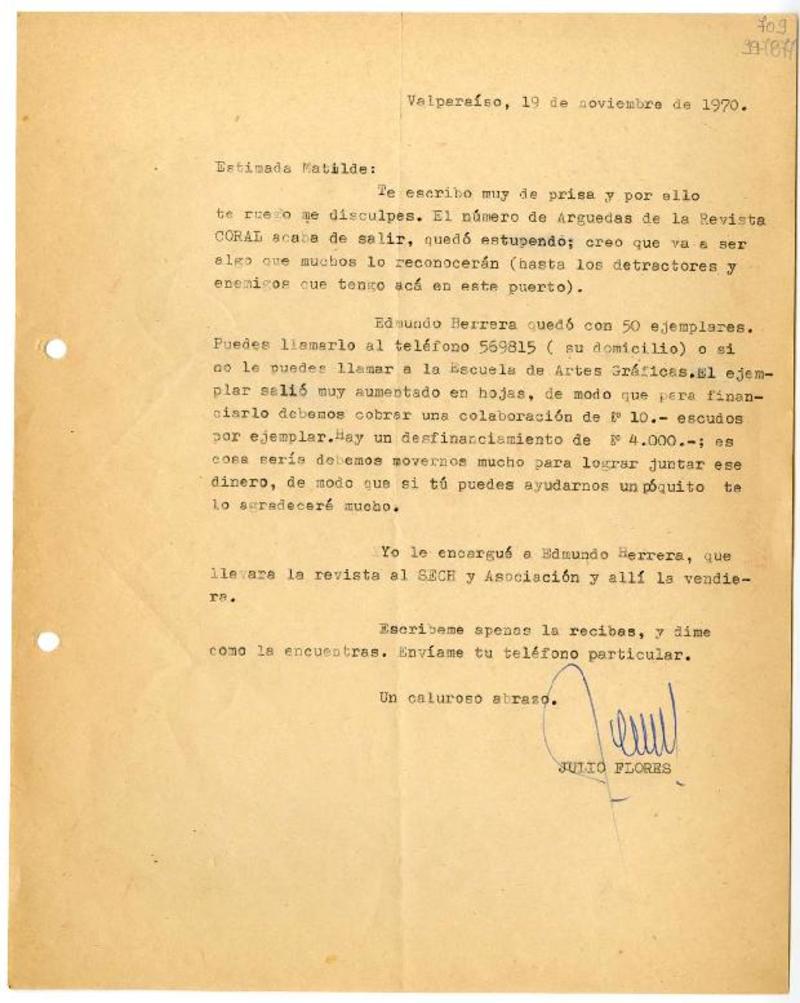 709
Valparaíso, 19 de noviembre de 1970.
Estimada Matilde:
Te escribo muy de prisa y por ello
te ruego me disculpes. El número de Arguedas de la Revista
CORAL acaba de salir, quedó estupendo; creo que va a ser
algo que muchos lo reconocerán (hasta los detractores y
enemigos que tengo acá en este puerto).
Edmundo Herrera quedó con 50 ejemplares.
Puedes llamarlo al teléfono 569815 ( su domicilio) o si
no le puedes llamar a la Escuela de Artes Gráficas.El ejem-
plar salió muy aumentado en hojas, de modo que para finan-
ciarlo debemos cobrar una colaboración de Eº 10.- escudos
por ejemplar.Hay un desfinanciamiento de Eº 4.000.-; es
cosa sería debemos movernos mucho para lograr juntar ese
dinero, de modo que si tú puedes ayudarnos un póquito te
lo agradeceré mucho.
Yo le encargué a Edmundo Herrera, que
llevara la revista al SECH y Asociación y allí la vendie-
ra.
Escribeme apenas la recibas, y dime
como la encuentras. Envíame tu teléfono particular.
Un caluroso abrazo.
JULIO FLORES